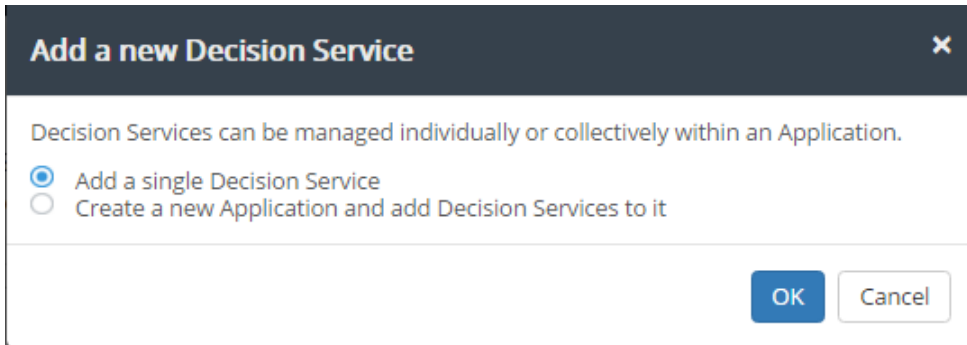 Add a new Decision Service
Decision Services can be managed individually or collectively within an Application.
Add a single Decision Service
Create a new Application and add Decision Services to it
OK
Cancel